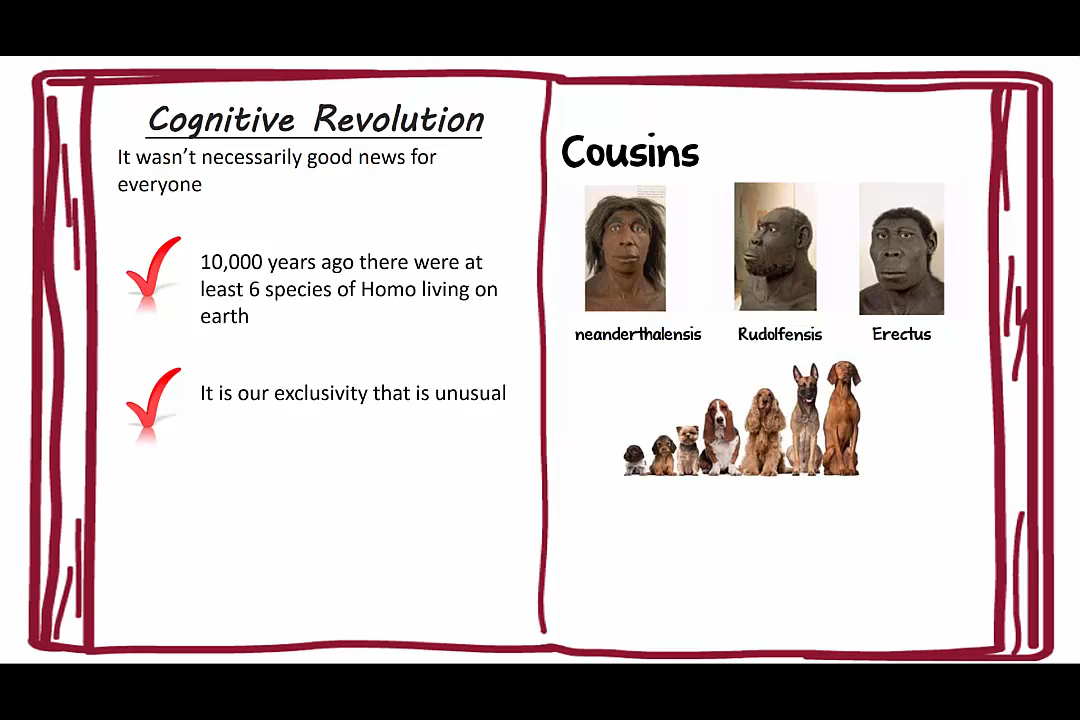 Cognitive Revolution
It wasn't necessarily good news for
everyone
10,000 years ago there were at
least 6 species of Homo living on
earth
It is our exclusivity that is unusual
Cousins
neanderthalensis
Rudolfensis
Erectus